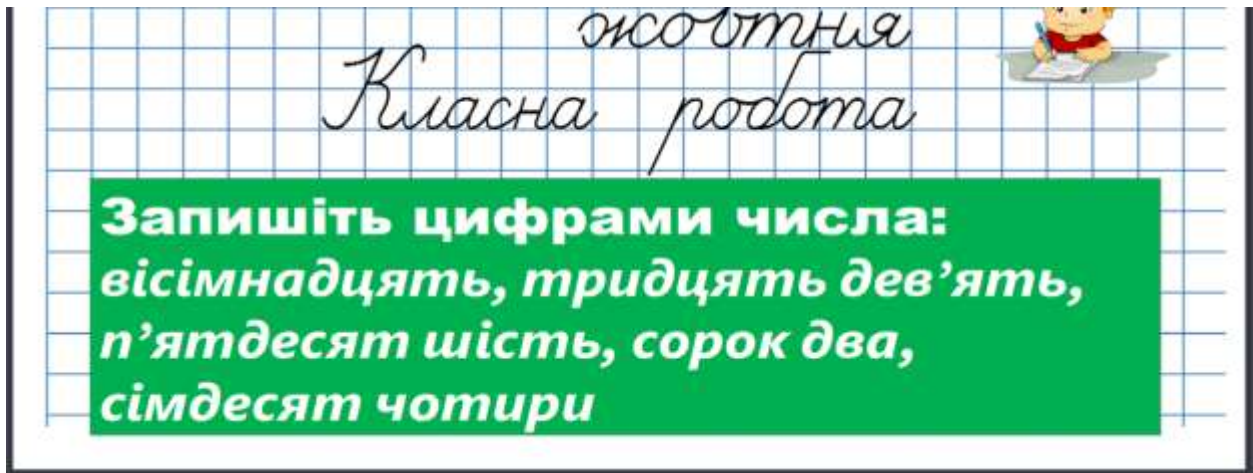 жовтня
Класна робота
Запишіть цифрами числа:
вісімнадцять, тридцять дев’ять,
п’ятдесят шість, сорок два,
сімдесят чотири